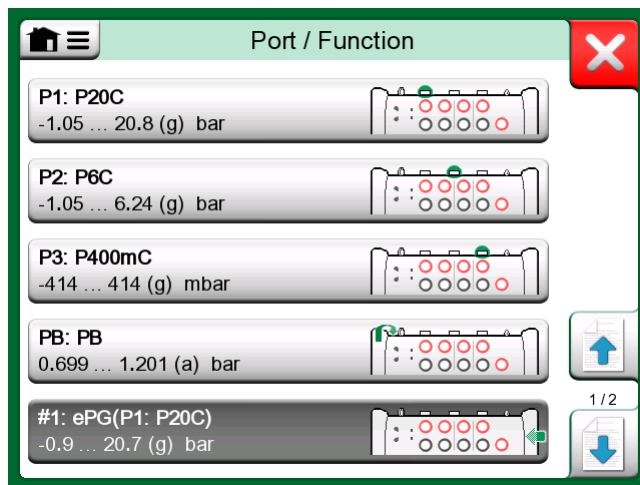 Port / Function
P1: P20C
-1.05 ... 20.8 (g) bar
P2: P6C
-1.05 ... 6.24 (g) bar
P3: P400mC
-414 ... 414 (g) mbar
PB: PB
0.699 ... 1.201 (a) bar
1 / 2
#1: ePG(P1: P20C)
-0.9 ... 20.7 (g) bar